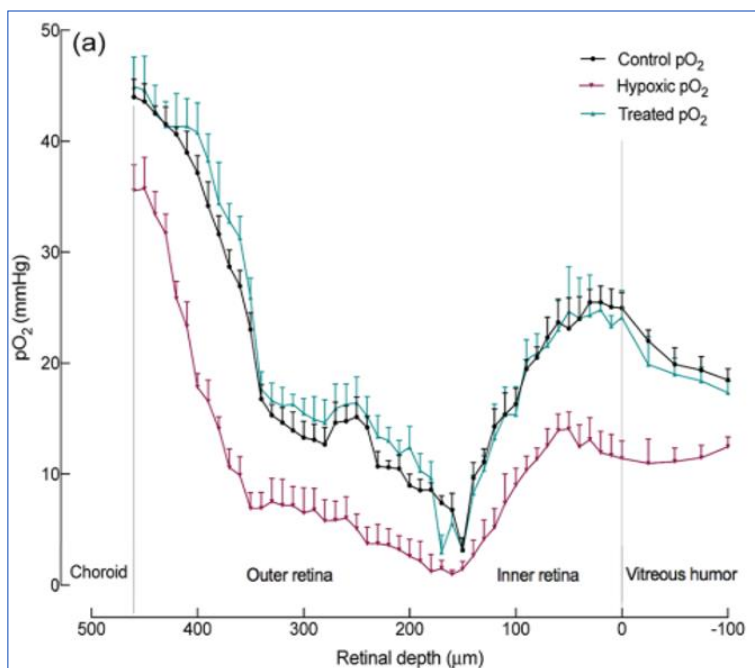 (a)
50
40
30
20
10
0
pO₂ (mmHg)
Control pO₂
Hypoxic pO₂
Treated pO₂
Choroid
Outer retina
Inner retina
Vitreous humor
500
400
300
200
100
0
-100
Retinal depth (μm)